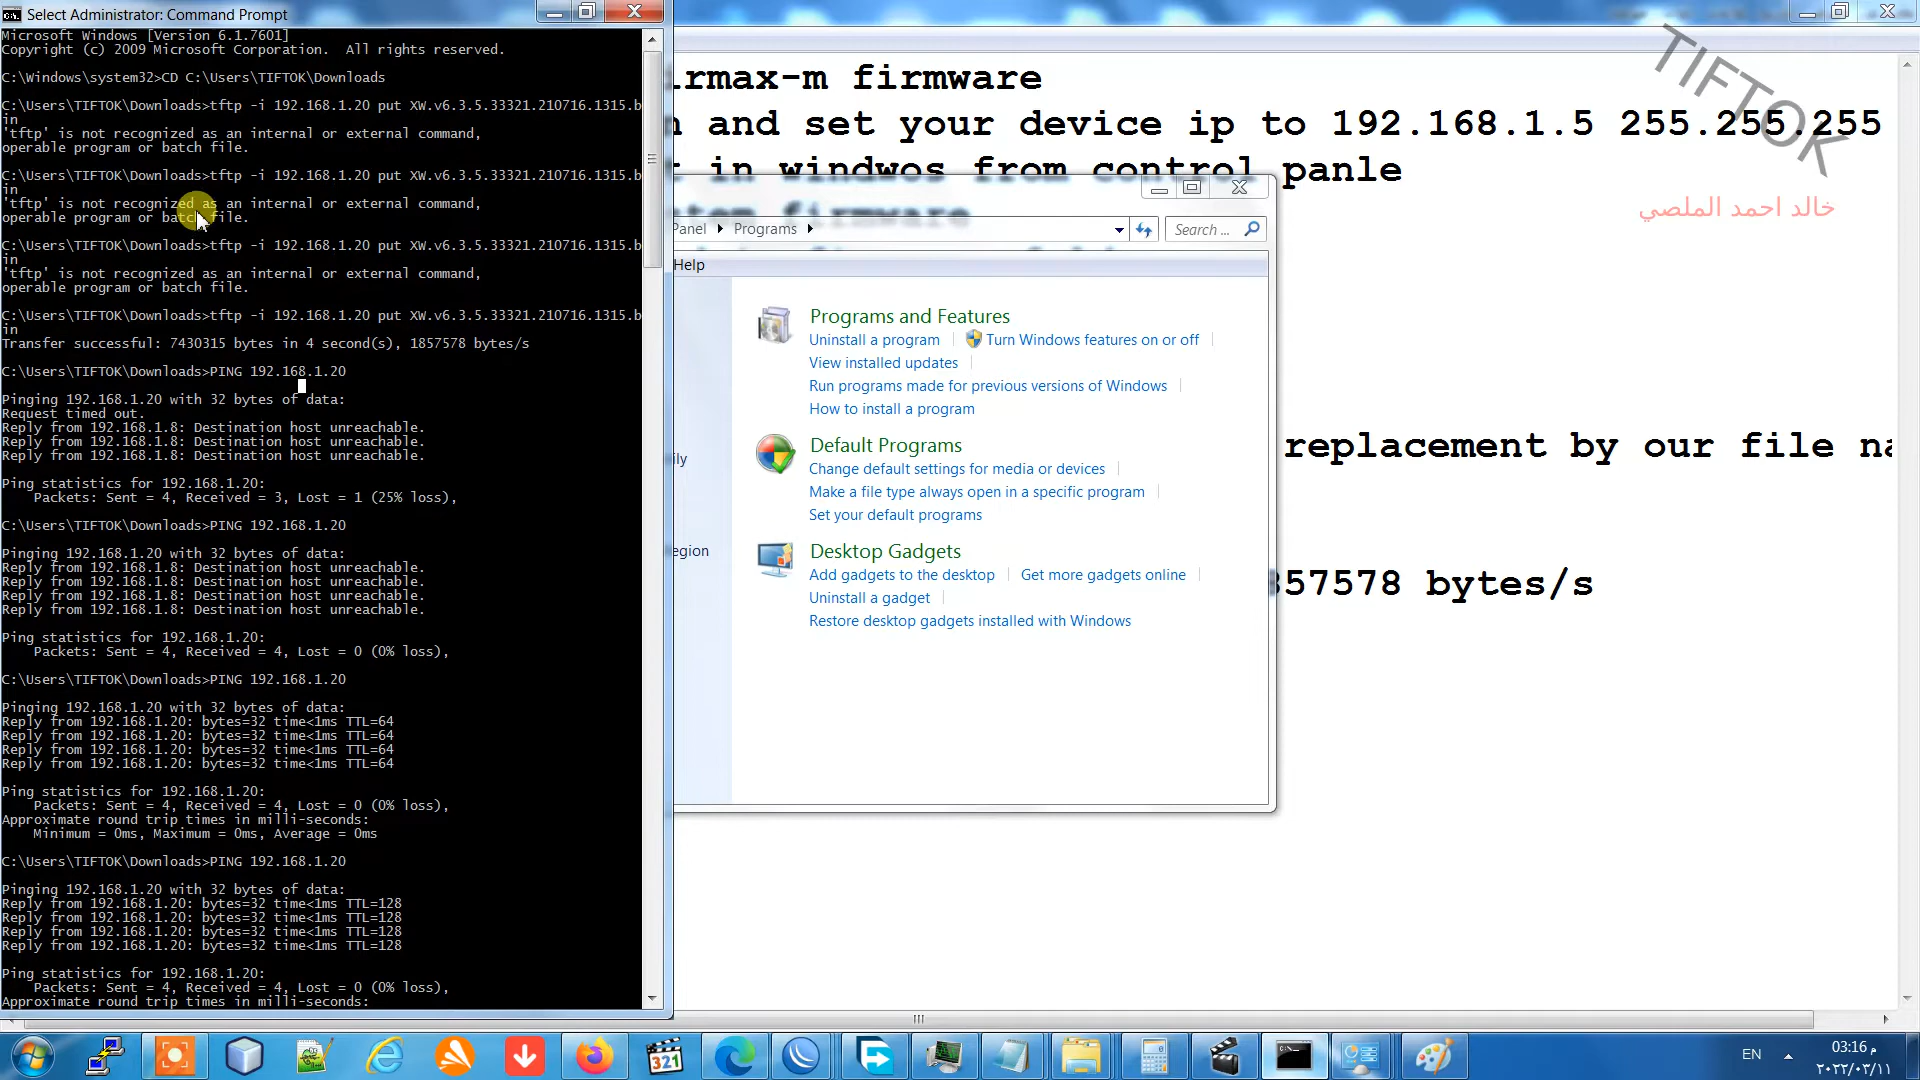 Select Administrator: Command Prompt
Microsoft Windows [Version 6.1.7601]
Copyright (c) 2009 Microsoft Corporation.  All rights reserved.
C:\Windows\system32>CD C:\Users\TIFTOK\Downloads
C:\Users\TIFTOK\Downloads>tftp -i 192.168.1.20 put XW.v6.3.5.33321.210716.1315.b
in
'tftp' is not recognized as an internal or external command,
operable program or batch file.
C:\Users\TIFTOK\Downloads>tftp -i 192.168.1.20 put XW.v6.3.5.33321.210716.1315.b
in
'tftp' is not recognized as an internal or external command,
operable program or batch file.
C:\Users\TIFTOK\Downloads>tftp -i 192.168.1.20 put XW.v6.3.5.33321.210716.1315.b
in
'tftp' is not recognized as an internal or external command,
operable program or batch file.
C:\Users\TIFTOK\Downloads>tftp -i 192.168.1.20 put XW.v6.3.5.33321.210716.1315.b
in
Transfer successful: 7430315 bytes in 4 second(s), 1857578 bytes/s
C:\Users\TIFTOK\Downloads>PING 192.168.1.20
Pinging 192.168.1.20 with 32 bytes of data:
Request timed out.
Reply from 192.168.1.8: Destination host unreachable.
Reply from 192.168.1.8: Destination host unreachable.
Reply from 192.168.1.8: Destination host unreachable.
Ping statistics for 192.168.1.20:
Packets: Sent = 4, Received = 3, Lost = 1 (25% loss),
C:\Users\TIFTOK\Downloads>PING 192.168.1.20
Pinging 192.168.1.20 with 32 bytes of data:
Reply from 192.168.1.8: Destination host unreachable.
Reply from 192.168.1.8: Destination host unreachable.
Reply from 192.168.1.8: Destination host unreachable.
Reply from 192.168.1.8: Destination host unreachable.
Ping statistics for 192.168.1.20:
Packets: Sent = 4, Received = 4, Lost = 0 (0% loss),
C:\Users\TIFTOK\Downloads>PING 192.168.1.20
Pinging 192.168.1.20 with 32 bytes of data:
Reply from 192.168.1.20: bytes=32 time<1ms TTL=64
Reply from 192.168.1.20: bytes=32 time<1ms TTL=64
Reply from 192.168.1.20: bytes=32 time<1ms TTL=64
Reply from 192.168.1.20: bytes=32 time<1ms TTL=64
Ping statistics for 192.168.1.20:
Packets: Sent = 4, Received = 4, Lost = 0 (0% loss),
Approximate round trip times in milli-seconds:
Minimum = 0ms, Maximum = 0ms, Average = 0ms
C:\Users\TIFTOK\Downloads>PING 192.168.1.20
Pinging 192.168.1.20 with 32 bytes of data:
Reply from 192.168.1.20: bytes=32 time<1ms TTL=128
Reply from 192.168.1.20: bytes=32 time<1ms TTL=128
Reply from 192.168.1.20: bytes=32 time<1ms TTL=128
Reply from 192.168.1.20: bytes=32 time<1ms TTL=128
Ping statistics for 192.168.1.20:
Packets: Sent = 4, Received = 4, Lost = 0 (0% loss),
Approximate round trip times in milli-seconds:
irmax-m firmware
and set your device ip to 192.168.1.5 255.255.255
in windwos from control panle
firmware
replacement by our file na
857578 bytes/s
TIFTOK
خالد احمد الملصي
Panel Programs
Search ...
Help
ily
egion
Programs and Features
Uninstall a program
Turn Windows features on or off
View installed updates
Run programs made for previous versions of Windows
How to install a program
Default Programs
Change default settings for media or devices
Make a file type always open in a specific program
Set your default programs
Desktop Gadgets
Add gadgets to the desktop
Get more gadgets online
Uninstall a gadget
Restore desktop gadgets installed with Windows
321
EN
03:16 م
٢٠٢٢/٠٣/١١